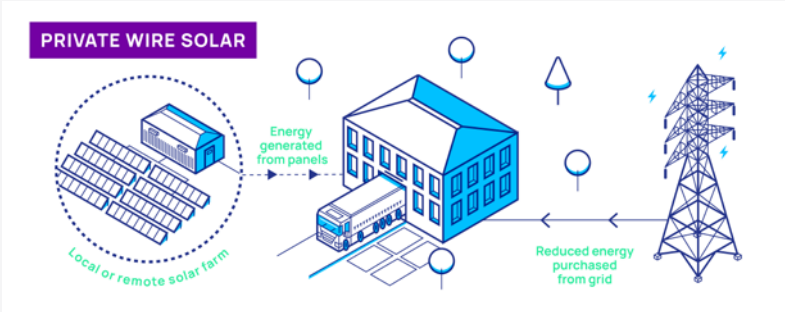 PRIVATE WIRE SOLAR
Energy
generated
from panels
Local or remote solar farm
Reduced energy
purchased
from grid